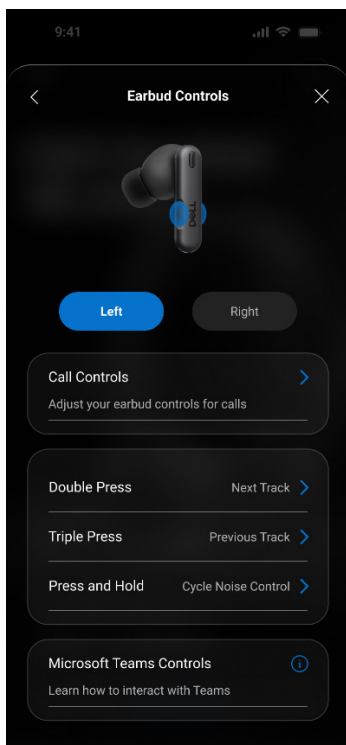 9:41
Earbud Controls
DELL
Left
Right
Call Controls
Adjust your earbud controls for calls
Double Press
Next Track
Triple Press
Previous Track
Press and Hold
Cycle Noise Control
Microsoft Teams Controls
Learn how to interact with Teams